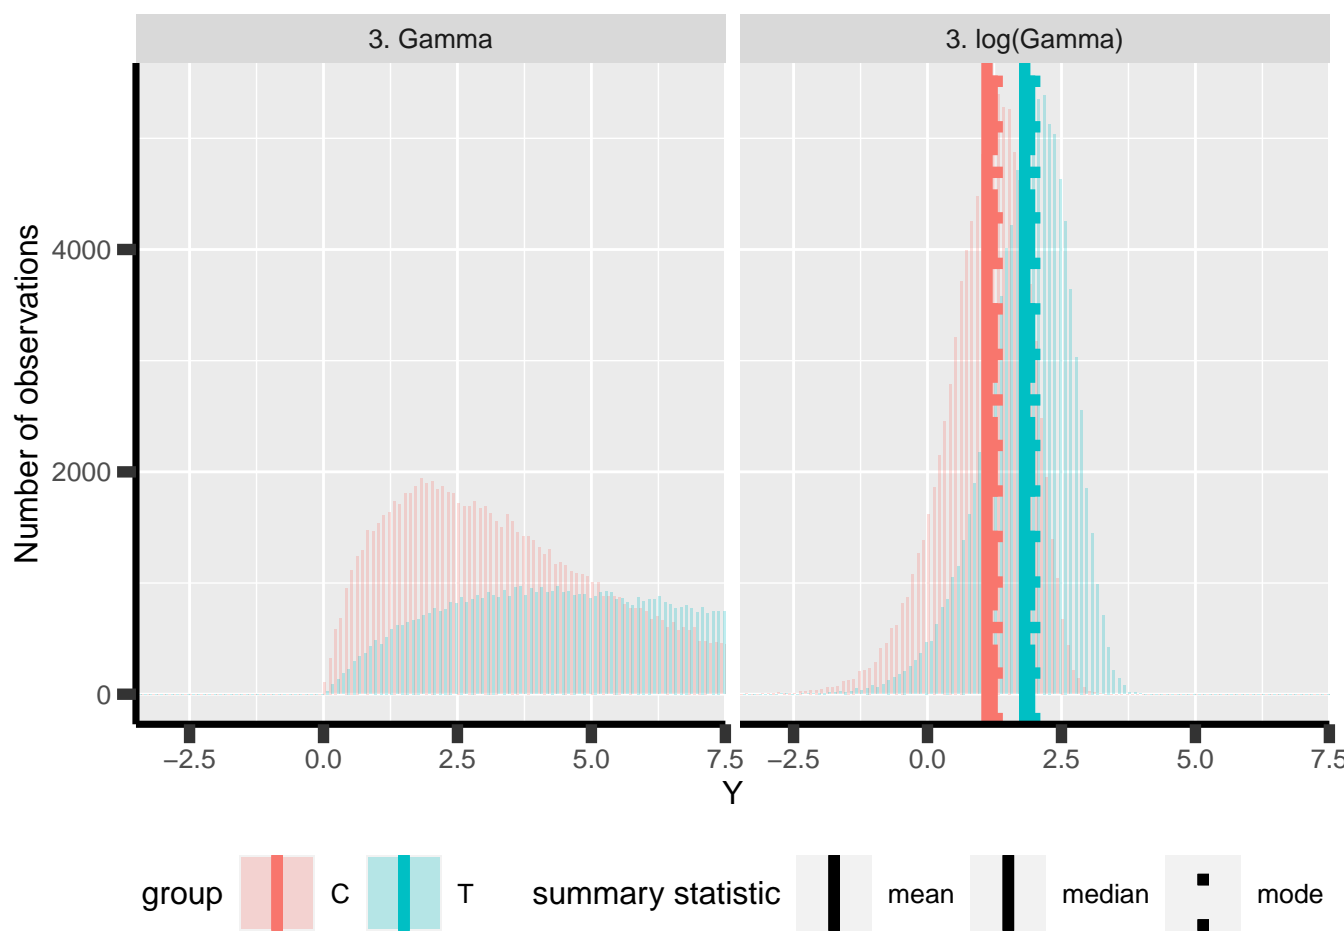 3. Gamma
3. log(Gamma)
Number of observations
4000
2000
0
−2.5 0.0 2.5 5.0 7.5
−2.5 0.0 2.5 5.0 7.5
Y
group C T summary statistic mean median mode